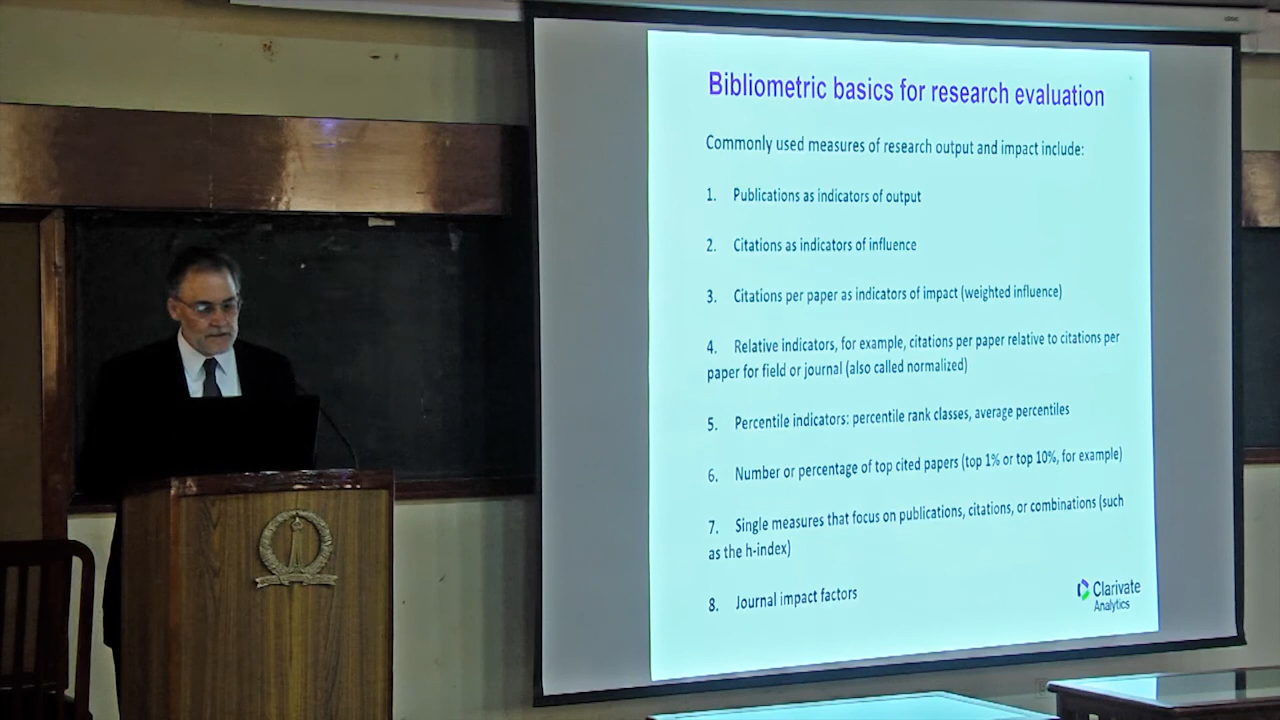 Bibliometric basics for research evaluation
Commonly used measures of research output and impact include:
1. Publications as indicators of output
2. Citations as indicators of influence
3. Citations per paper as indicators of impact (weighted influence)
4. Relative indicators, for example, citations per paper relative to citations per
paper for field or journal (also called normalized)
5. Percentile indicators: percentile rank classes, average percentiles
6. Number or percentage of top cited papers (top 1% or top 10%, for example)
7. Single measures that focus on publications, citations, or combinations (such
as the h-index)
8. Journal impact factors
Clarivate
Analytics